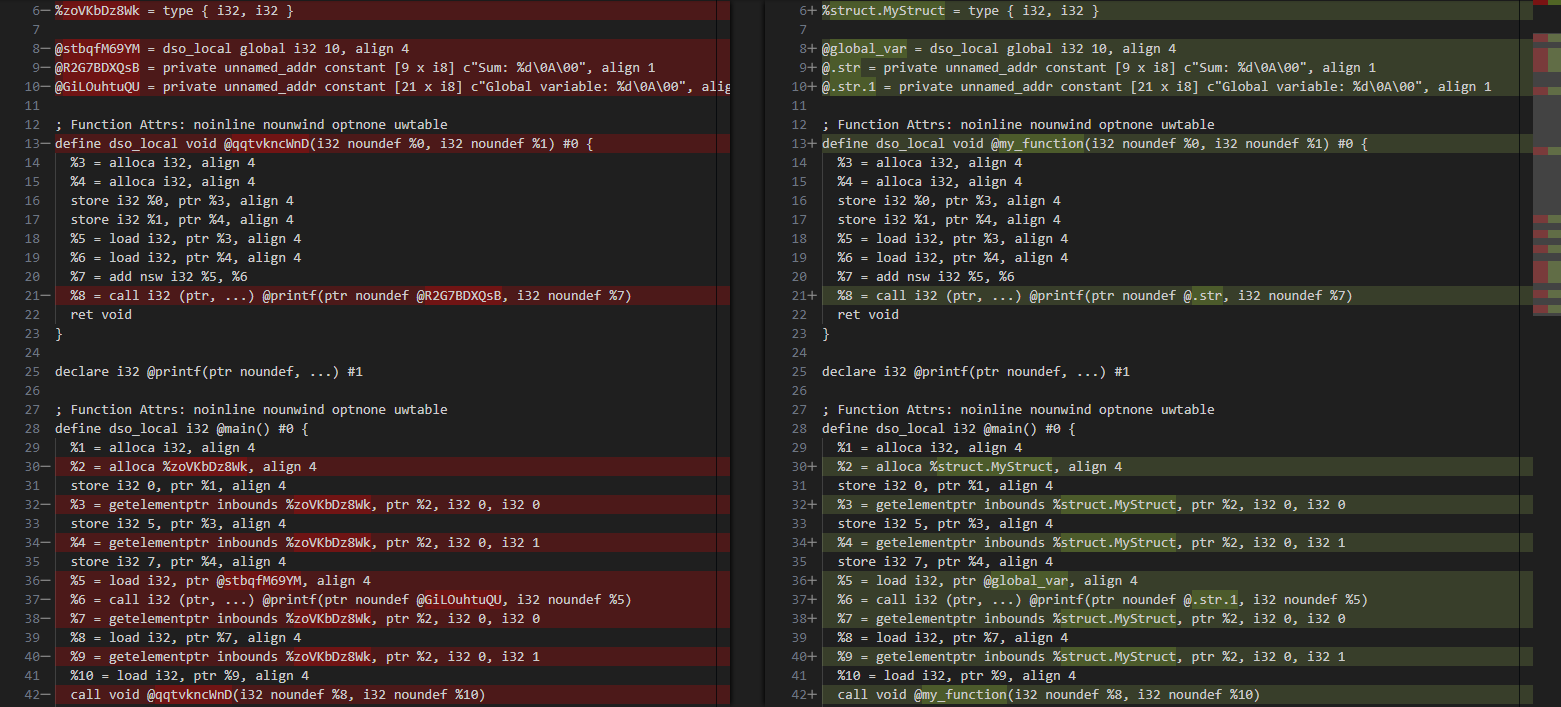 6− %zoVKbDz8Wk = type { i32, i32 }
7
8− @stbqfM69YM = dso_local global i32 10, align 4
9− @R2G7BDXQsB = private unnamed_addr constant [9 x i8] c"Sum: %d\0A\00", align 1
10− @GiLOuhtuQU = private unnamed_addr constant [21 x i8] c"Global variable: %d\0A\00", alig
11
12 ; Function Attrs: noinline nounwind optnone uwtable
13− define dso_local void @qqtvkncWnD(i32 noundef %0, i32 noundef %1) #0 {
14 %3 = alloca i32, align 4
15 %4 = alloca i32, align 4
16 store i32 %0, ptr %3, align 4
17 store i32 %1, ptr %4, align 4
18 %5 = load i32, ptr %3, align 4
19 %6 = load i32, ptr %4, align 4
20 %7 = add nsw i32 %5, %6
21− %8 = call i32 (ptr, ...) @printf(ptr noundef @R2G7BDXQsB, i32 noundef %7)
22 ret void
23 }
24
25 declare i32 @printf(ptr noundef, ...) #1
26
27 ; Function Attrs: noinline nounwind optnone uwtable
28 define dso_local i32 @main() #0 {
29 %1 = alloca i32, align 4
30− %2 = alloca %zoVKbDz8Wk, align 4
31 store i32 0, ptr %1, align 4
32− %3 = getelementptr inbounds %zoVKbDz8Wk, ptr %2, i32 0, i32 0
33 store i32 5, ptr %3, align 4
34− %4 = getelementptr inbounds %zoVKbDz8Wk, ptr %2, i32 0, i32 1
35 store i32 7, ptr %4, align 4
36− %5 = load i32, ptr @stbqfM69YM, align 4
37− %6 = call i32 (ptr, ...) @printf(ptr noundef @GiLOuhtuQU, i32 noundef %5)
38− %7 = getelementptr inbounds %zoVKbDz8Wk, ptr %2, i32 0, i32 0
39 %8 = load i32, ptr %7, align 4
40− %9 = getelementptr inbounds %zoVKbDz8Wk, ptr %2, i32 0, i32 1
41 %10 = load i32, ptr %9, align 4
42− call void @qqtvkncWnD(i32 noundef %8, i32 noundef %10)
6+ %struct.MyStruct = type { i32, i32 }
7
8+ @global_var = dso_local global i32 10, align 4
9+ @.str = private unnamed_addr constant [9 x i8] c"Sum: %d\0A\00", align 1
10+ @.str.1 = private unnamed_addr constant [21 x i8] c"Global variable: %d\0A\00", align 1
11
12 ; Function Attrs: noinline nounwind optnone uwtable
13+ define dso_local void @my_function(i32 noundef %0, i32 noundef %1) #0 {
14 %3 = alloca i32, align 4
15 %4 = alloca i32, align 4
16 store i32 %0, ptr %3, align 4
17 store i32 %1, ptr %4, align 4
18 %5 = load i32, ptr %3, align 4
19 %6 = load i32, ptr %4, align 4
20 %7 = add nsw i32 %5, %6
21+ %8 = call i32 (ptr, ...) @printf(ptr noundef @.str, i32 noundef %7)
22 ret void
23 }
24
25 declare i32 @printf(ptr noundef, ...) #1
26
27 ; Function Attrs: noinline nounwind optnone uwtable
28 define dso_local i32 @main() #0 {
29 %1 = alloca i32, align 4
30+ %2 = alloca %struct.MyStruct, align 4
31 store i32 0, ptr %1, align 4
32+ %3 = getelementptr inbounds %struct.MyStruct, ptr %2, i32 0, i32 0
33 store i32 5, ptr %3, align 4
34+ %4 = getelementptr inbounds %struct.MyStruct, ptr %2, i32 0, i32 1
35 store i32 7, ptr %4, align 4
36+ %5 = load i32, ptr @global_var, align 4
37+ %6 = call i32 (ptr, ...) @printf(ptr noundef @.str.1, i32 noundef %5)
38+ %7 = getelementptr inbounds %struct.MyStruct, ptr %2, i32 0, i32 0
39 %8 = load i32, ptr %7, align 4
40+ %9 = getelementptr inbounds %struct.MyStruct, ptr %2, i32 0, i32 1
41 %10 = load i32, ptr %9, align 4
42+ call void @my_function(i32 noundef %8, i32 noundef %10)